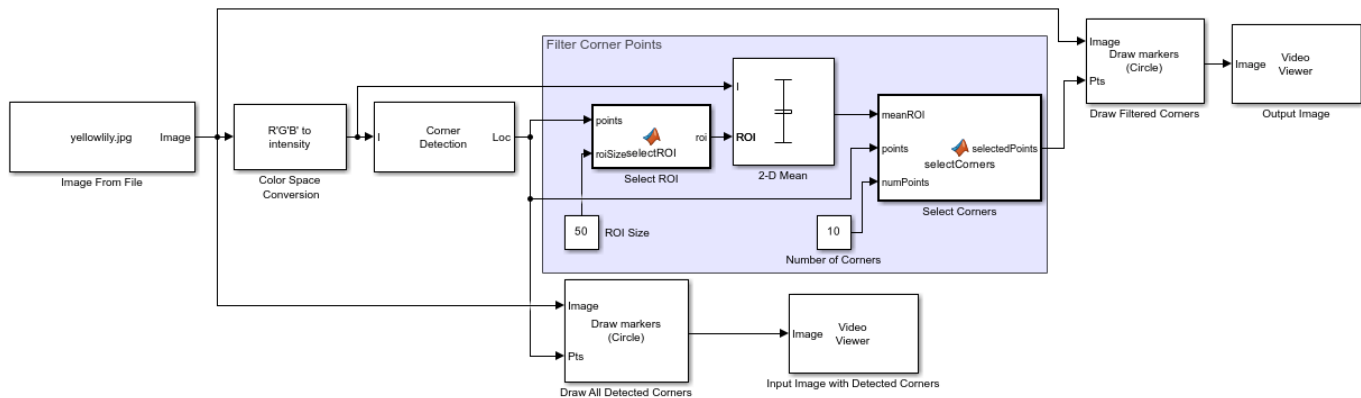 Filter Corner Points
Image
Pts
Draw markers
(Circle)
Draw Filtered Corners
Image
Video
Viewer
Output Image
yellowlily.jpg
Image
Image From File
R'G'B' to
intensity
Color Space
Conversion
I
Corner
Detection
Loc
points
roiSize
selectROI
roi
Select ROI
I
ROI
2-D Mean
meanROI
points
numPoints
selectCorners
selectedPoints
Select Corners
50
ROI Size
10
Number of Corners
Image
Pts
Draw markers
(Circle)
Draw All Detected Corners
Image
Video
Viewer
Input Image with Detected Corners